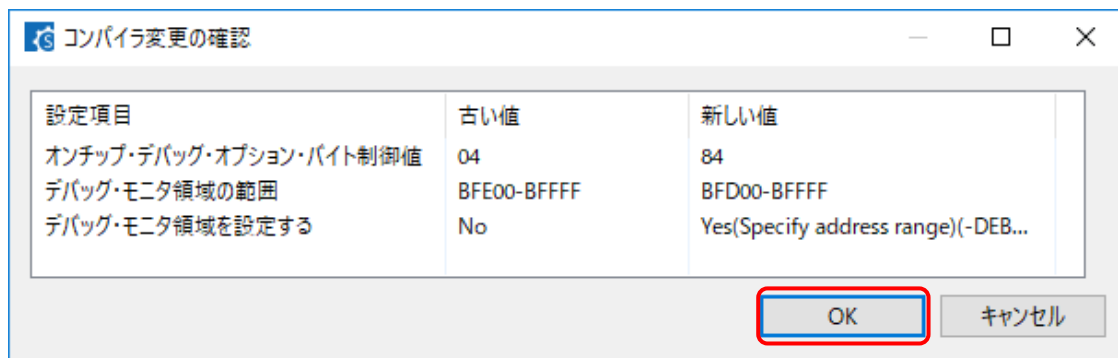 コンパイラ変更の確認
設定項目 古い値 新しい値
オンチップ・デバッグ・オプション・バイト制御値 04 84
デバッグ・モニタ領域の範囲 BFE00-BFFFF BFD00-BFFFF
デバッグ・モニタ領域を設定する No Yes(Specify address range)(-DEB...
OK キャンセル